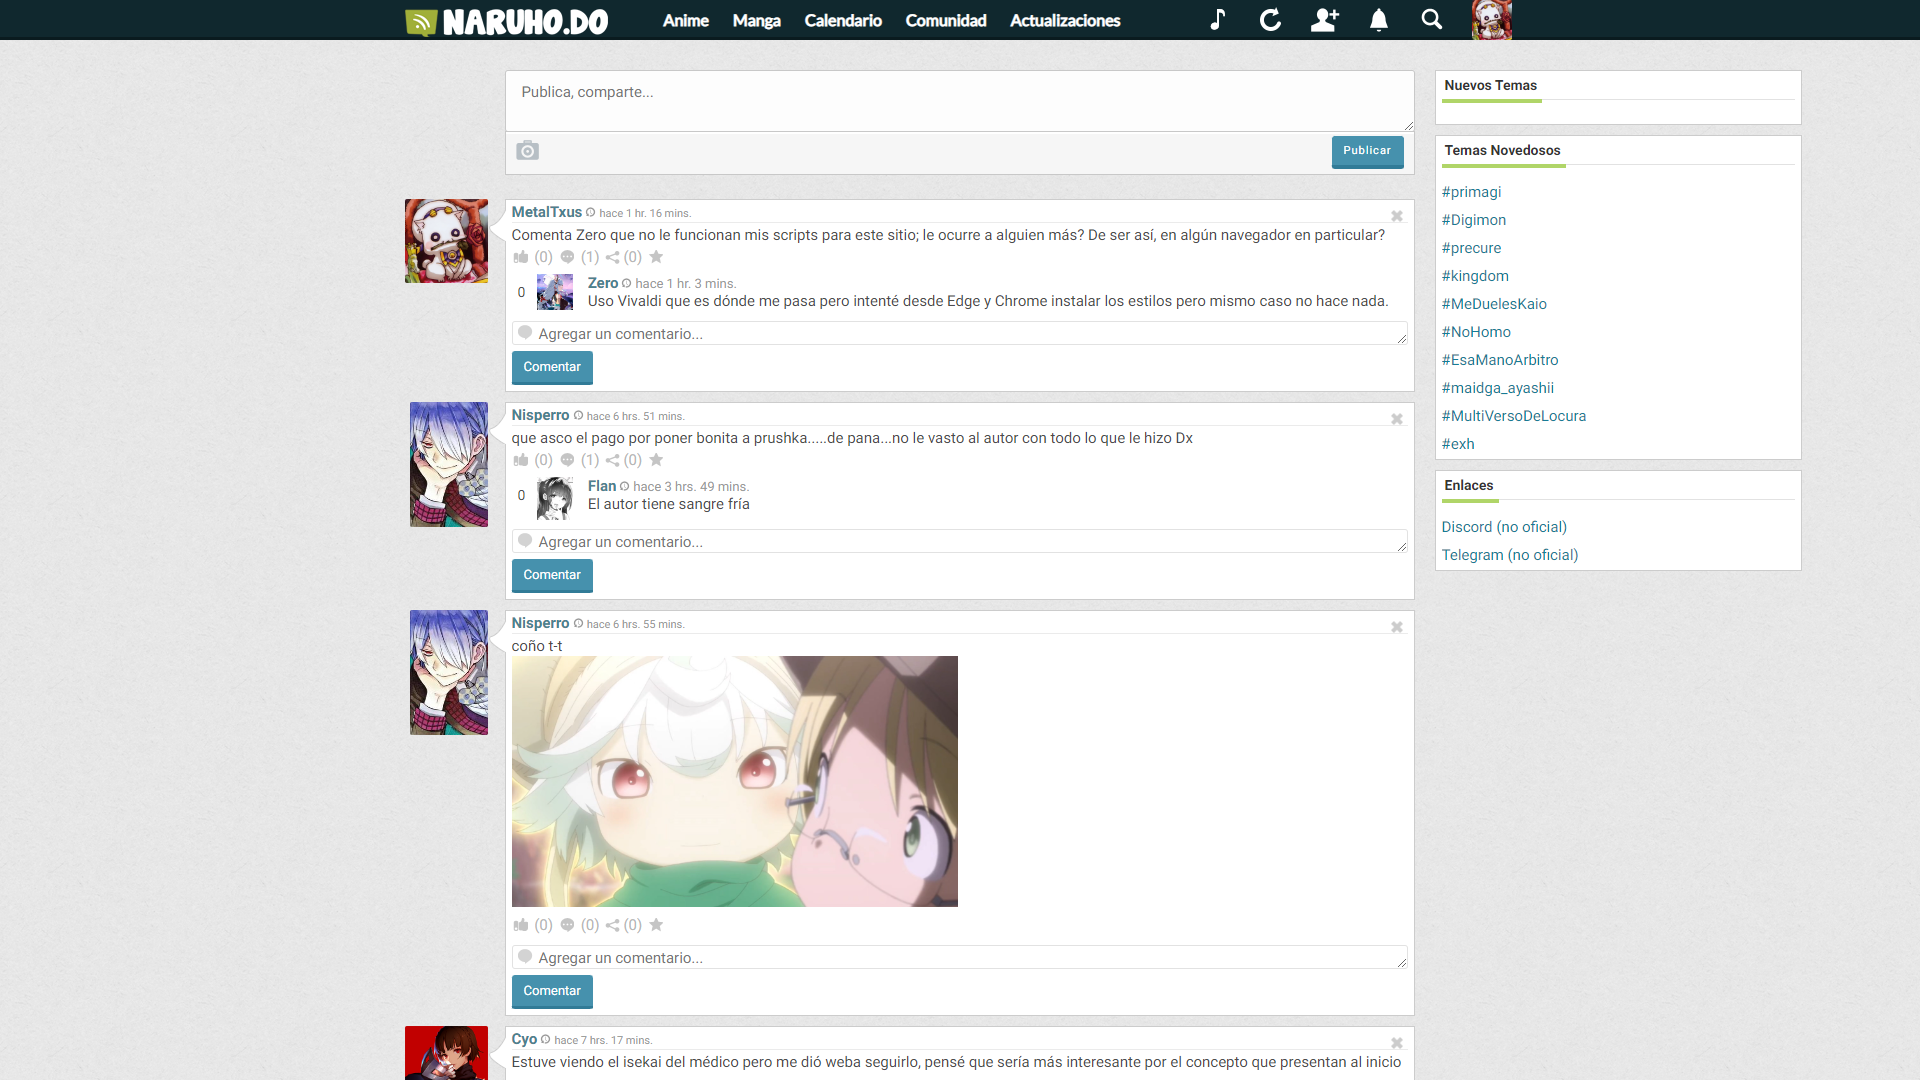 NARUHO.DO
Anime Manga Calendario Comunidad Actualizaciones
Publica, comparte...
Publicar
MetalTxus hace 1 hr. 16 mins.
Comenta Zero que no le funcionan mis scripts para este sitio; le ocurre a alguien más? De ser así, en algún navegador en particular?
(0) (1) (0)
0
Zero hace 1 hr. 3 mins.
Uso Vivaldi que es dónde me pasa pero intenté desde Edge y Chrome instalar los estilos pero mismo caso no hace nada.
Agregar un comentario...
Comentar
Nisperro hace 6 hrs. 51 mins.
que asco el pago por poner bonita a prushka.....de pana...no le vasto al autor con todo lo que le hizo Dx
(0) (1) (0)
0
Flan hace 3 hrs. 49 mins.
El autor tiene sangre fría
Agregar un comentario...
Comentar
Nisperro hace 6 hrs. 55 mins.
coño t-t
(0) (0) (0)
Agregar un comentario...
Comentar
Cyo hace 7 hrs. 17 mins.
Estuve viendo el isekai del médico pero me dió weba seguirlo, pensé que sería más interesante por el concepto que presentan al inicio
Nuevos Temas
Temas Novedosos
#primagi
#Digimon
#precure
#kingdom
#MeDuelesKaio
#NoHomo
#EsaManoArbitro
#maidga_ayashii
#MultiVersoDeLocura
#exh
Enlaces
Discord (no oficial)
Telegram (no oficial)